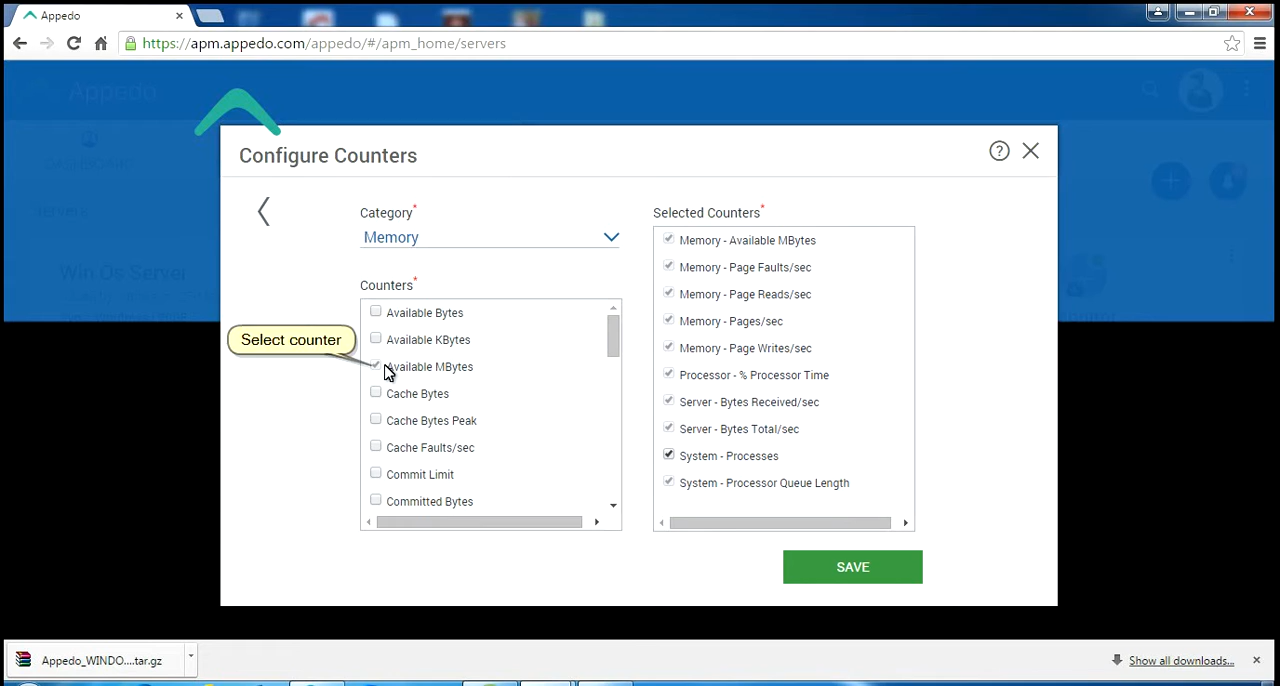 Appedo
https://apm.appedo.com/appedo/#/apm_home/servers
Appedo
Configure Counters
Category*
Memory
Counters*
Available Bytes
Available KBytes
Select counter
Available MBytes
Cache Bytes
Cache Bytes Peak
Cache Faults/sec
Commit Limit
Committed Bytes
Selected Counters*
Memory - Available MBytes
Memory - Page Faults/sec
Memory - Page Reads/sec
Memory - Pages/sec
Memory - Page Writes/sec
Processor - % Processor Time
Server - Bytes Received/sec
Server - Bytes Total/sec
System - Processes
System - Processor Queue Length
SAVE
Win Os Server
Appedo_WINDO....tar.gz
Show all downloads...